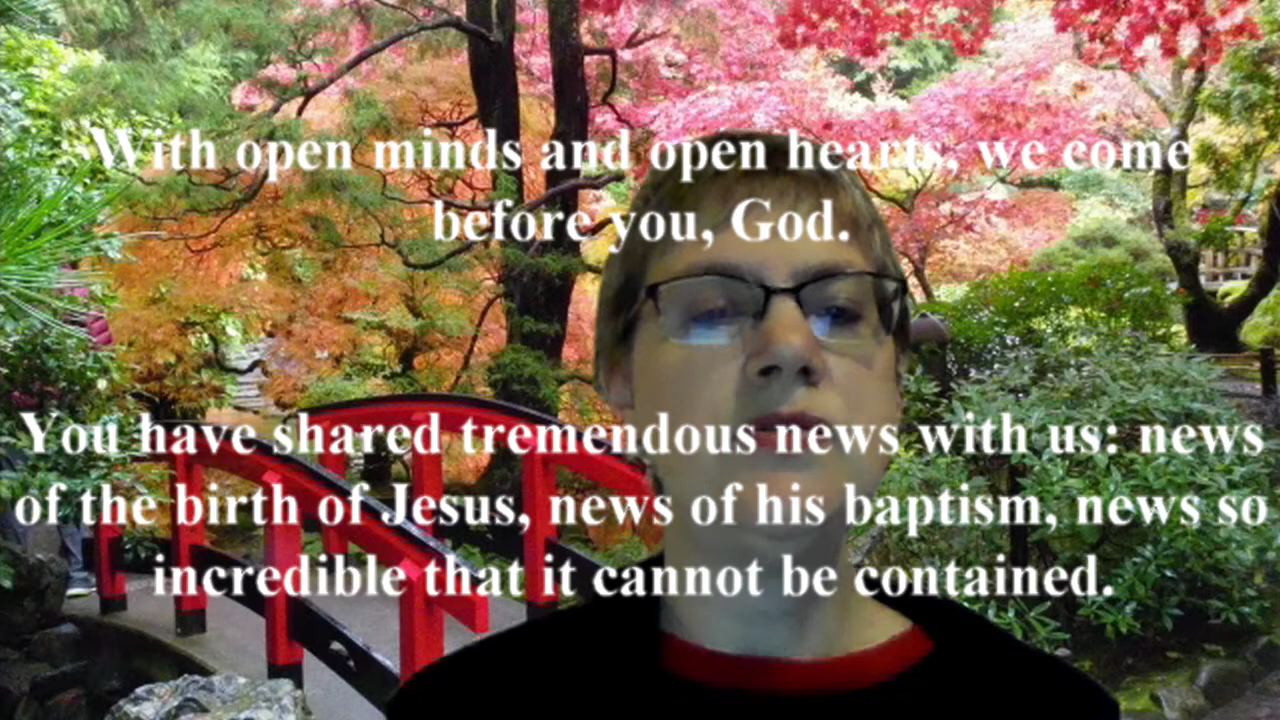 With open minds and open hearts, we come
before you, God.
You have shared tremendous news with us: news
of the birth of Jesus, news of his baptism, news so
incredible that it cannot be contained.